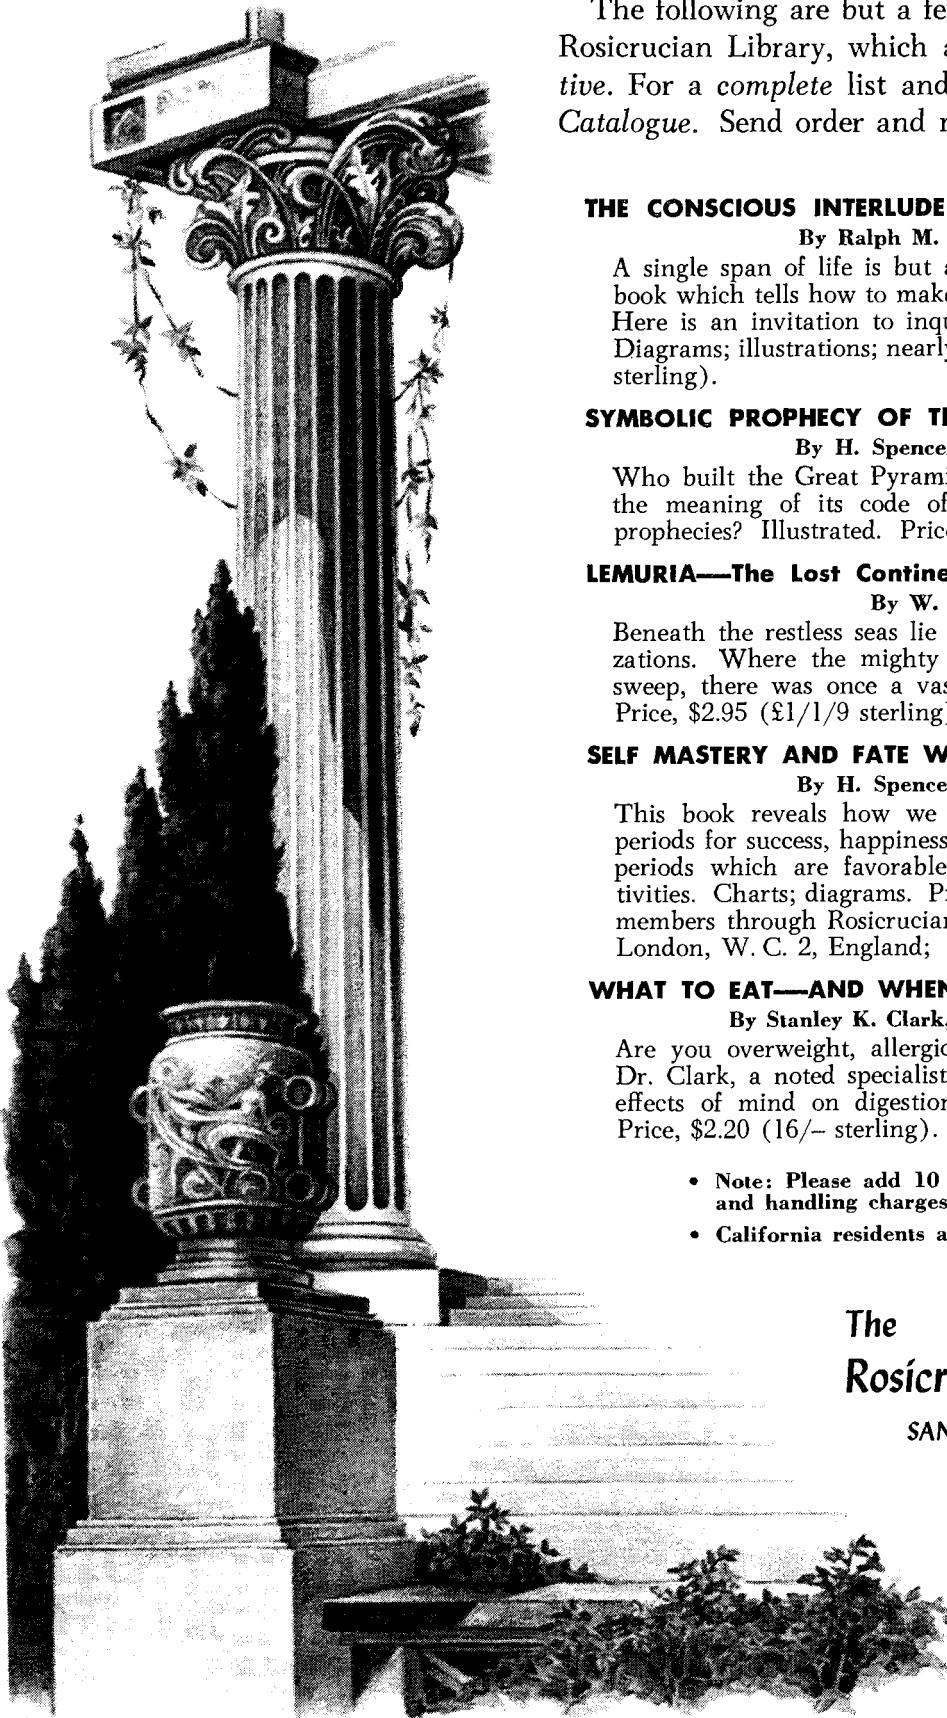 The following are but a fe
Rosicrucian Library, which a
tive. For a complete list and
Catalogue. Send order and r
THE CONSCIOUS INTERLUDE
By Ralph M.
A single span of life is but a
book which tells how to make
Here is an invitation to inqu
Diagrams; illustrations; nearly
sterling).
SYMBOLIC PROPHECY OF TH
By H. Spence
Who built the Great Pyrami
the meaning of its code of
prophecies? Illustrated. Price
LEMURIA—The Lost Contine
By W.
Beneath the restless seas lie
zations. Where the mighty
sweep, there was once a vas
Price, $2.95 (£1/1/9 sterling)
SELF MASTERY AND FATE W
By H. Spence
This book reveals how we
periods for success, happiness
periods which are favorable
tivities. Charts; diagrams. Pr
members through Rosicrucian
London, W. C. 2, England;
WHAT TO EAT—AND WHEN
By Stanley K. Clark,
Are you overweight, allergic
Dr. Clark, a noted specialist
effects of mind on digestion
Price, $2.20 (16/– sterling).
• Note: Please add 10
and handling charges
• California residents a
The
Rosicr
SAN